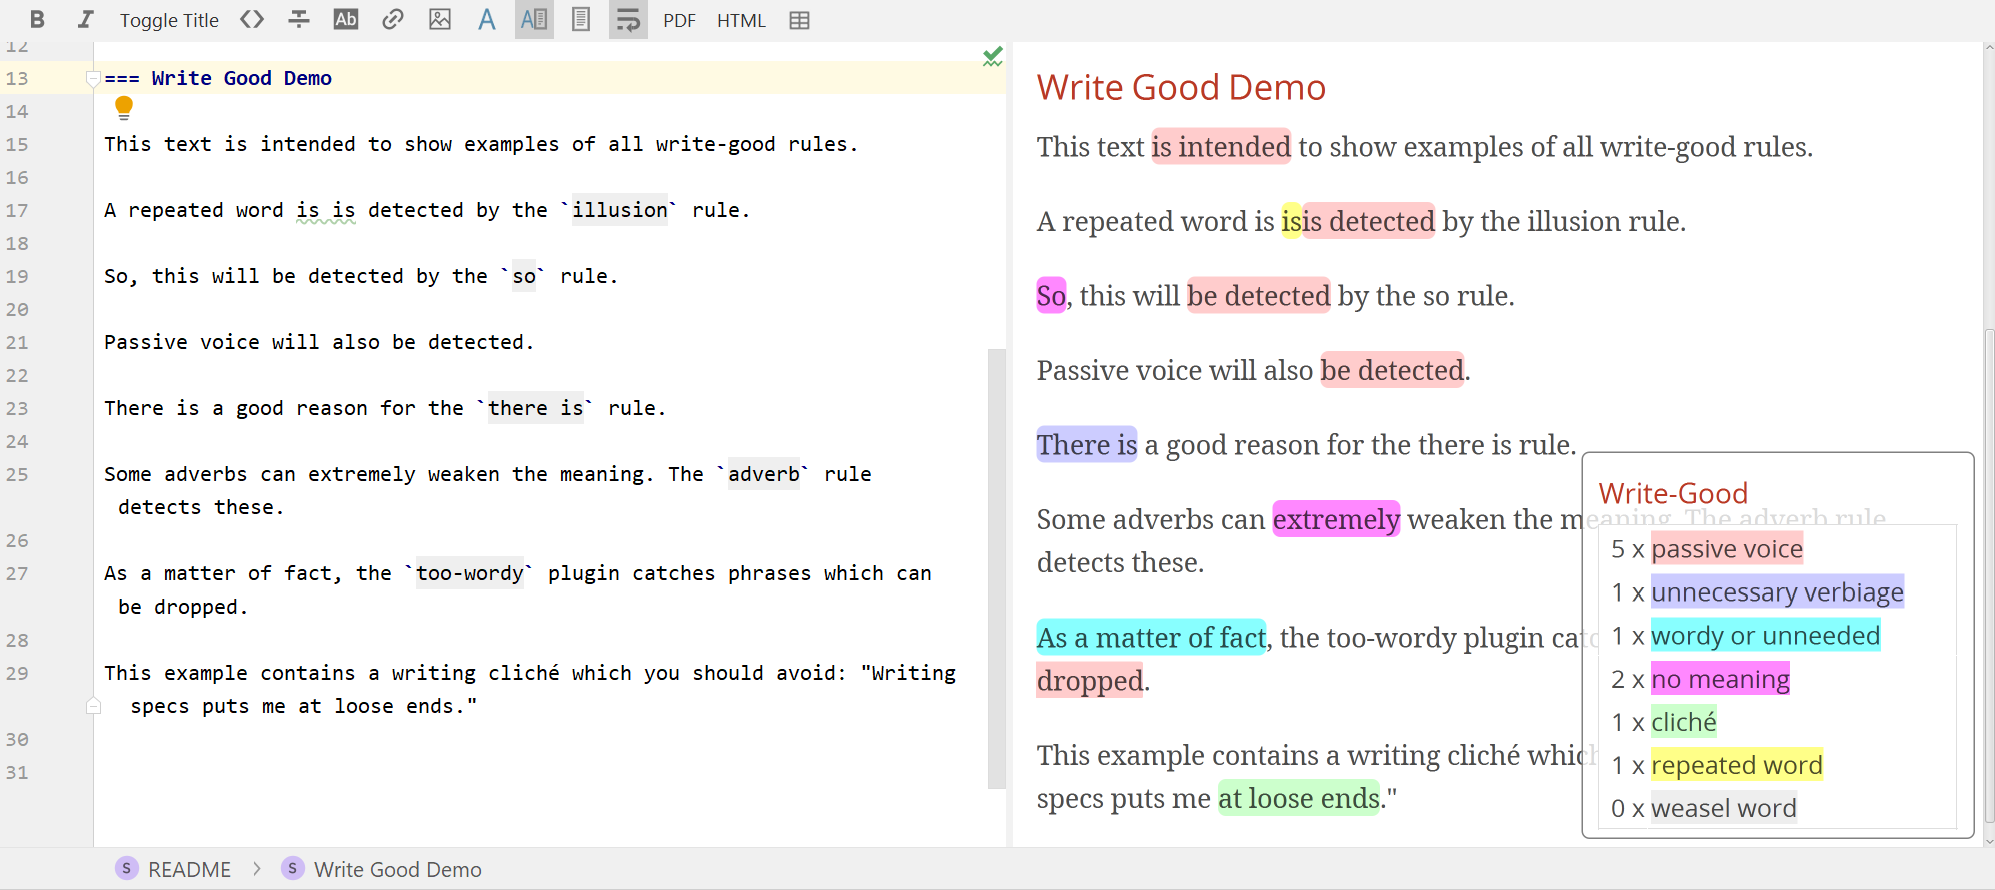 B I Toggle Title Ab A A PDF HTML
12
13 === Write Good Demo
14
15 This text is intended to show examples of all write-good rules.
16
17 A repeated word is is detected by the `illusion` rule.
18
19 So, this will be detected by the `so` rule.
20
21 Passive voice will also be detected.
22
23 There is a good reason for the `there is` rule.
24
25 Some adverbs can extremely weaken the meaning. The `adverb` rule
detects these.
26
27 As a matter of fact, the `too-wordy` plugin catches phrases which can
be dropped.
28
29 This example contains a writing cliché which you should avoid: "Writing
specs puts me at loose ends."
30
31
Write Good Demo
This text is intended to show examples of all write-good rules.
A repeated word is isis detected by the illusion rule.
So, this will be detected by the so rule.
Passive voice will also be detected.
There is a good reason for the there is rule.
Some adverbs can extremely weaken the meaning. The adverb rule
detects these.
As a matter of fact, the too-wordy plugin
dropped.
This example contains a writing cliché
specs puts me at loose ends."
Write-Good
5 x passive voice
1 x unnecessary verbiage
1 x wordy or unneeded
2 x no meaning
1 x cliché
1 x repeated word
0 x weasel word
S README > S Write Good Demo